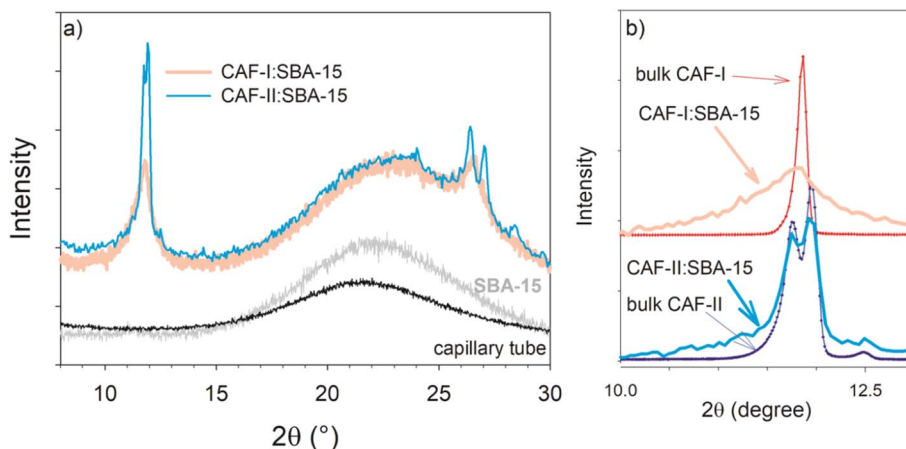 a)
CAF-I:SBA-15
CAF-II:SBA-15
Intensity
SBA-15
capillary tube
10 15 20 25 30
2θ (°)
b)
bulk CAF-I
CAF-I:SBA-15
Intensity
CAF-II:SBA-15
bulk CAF-II
10.0 12.5
2θ (degree)